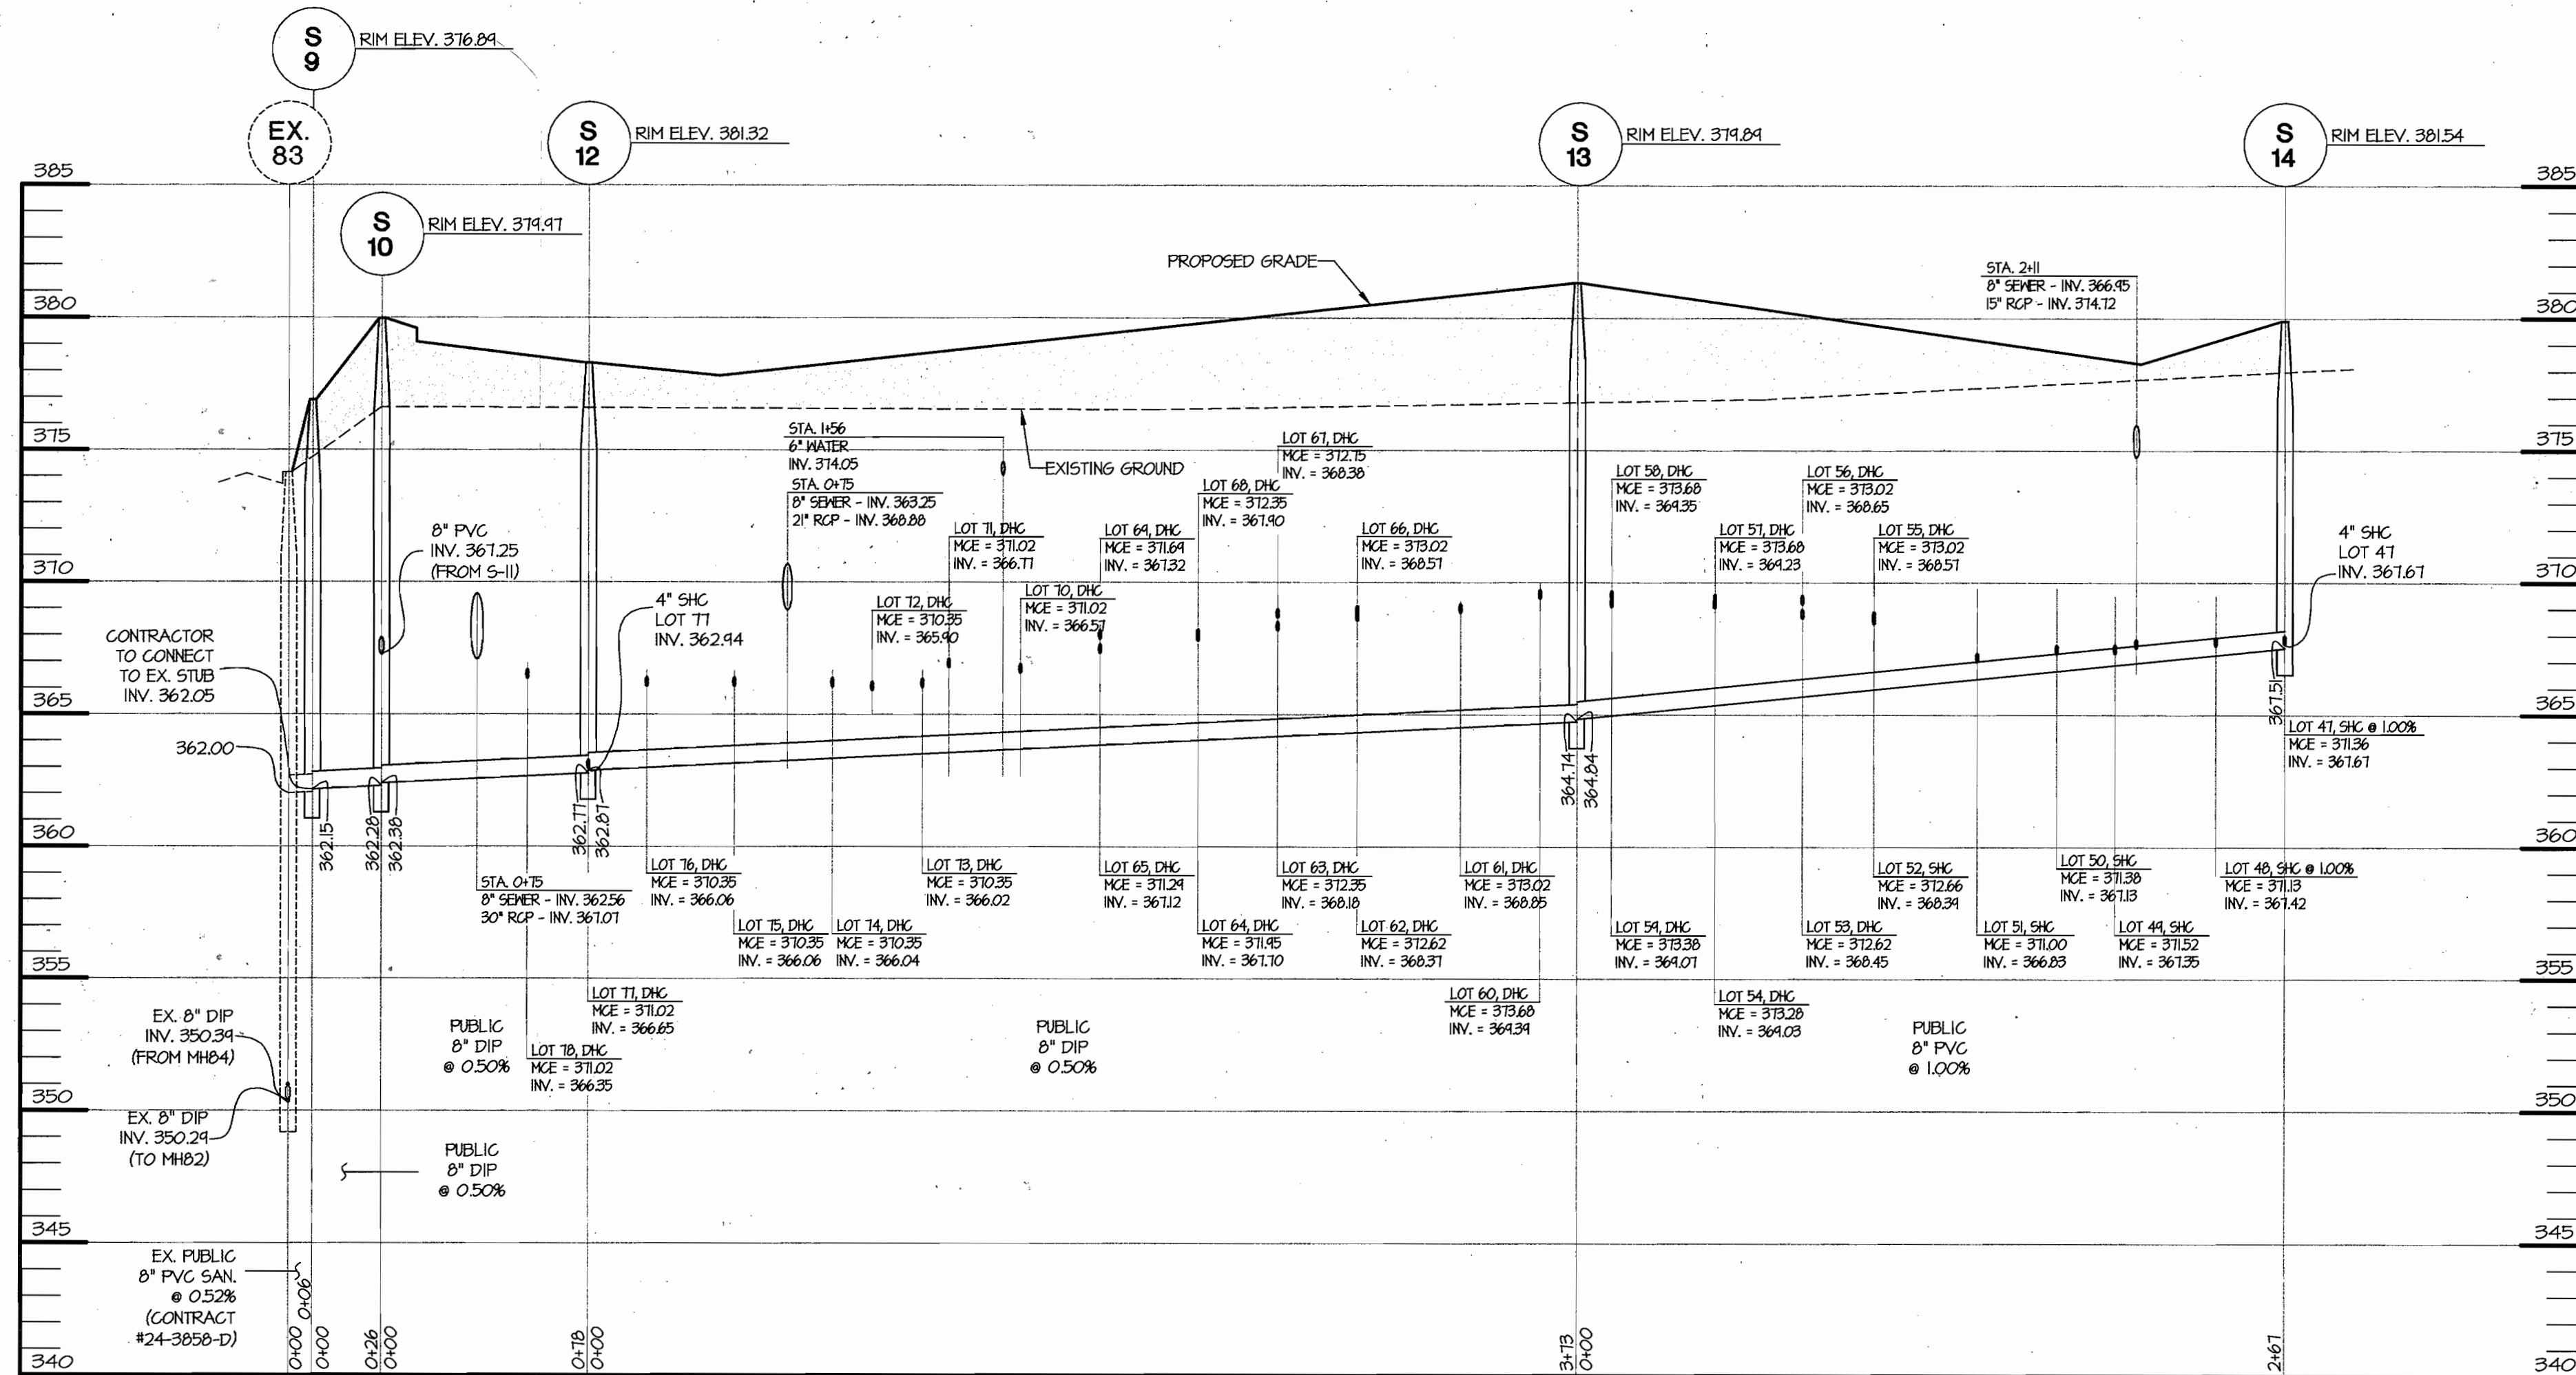 S
9
RIM ELEV. 376.89
EX.
83
S
12
RIM ELEV. 381.32
S
13
RIM ELEV. 379.89
S
14
RIM ELEV. 381.54
S
10
RIM ELEV. 379.97
385
385
380
380
375
375
370
370
365
365
360
360
355
355
350
350
345
345
340
340
PROPOSED GRADE
EXISTING GROUND
STA. 2+11
8" SEWER - INV. 366.95
15" RCP - INV. 374.72
STA. 1+56
6" WATER
INV. 374.05
STA. 0+75
8" SEWER - INV. 363.25
21" RCP - INV. 368.88
8" PVC
INV. 367.25
(FROM S-11)
CONTRACTOR
TO CONNECT
TO EX. STUB
INV. 362.05
362.00
4" SHC
LOT 77
INV. 362.94
LOT 72, DHC
MCE = 370.35
INV. = 365.90
LOT 71, DHC
MCE = 371.02
INV. = 366.77
LOT 70, DHC
MCE = 371.02
INV. = 366.57
LOT 69, DHC
MCE = 371.69
INV. = 367.32
LOT 68, DHC
MCE = 372.35
INV. = 367.90
LOT 67, DHC
MCE = 372.75
INV. = 368.38
LOT 66, DHC
MCE = 373.02
INV. = 368.57
LOT 58, DHC
MCE = 373.68
INV. = 369.35
LOT 57, DHC
MCE = 373.68
INV. = 369.23
LOT 56, DHC
MCE = 373.02
INV. = 368.65
LOT 55, DHC
MCE = 373.02
INV. = 368.57
4" SHC
LOT 47
INV. 367.67
362.15
362.28
362.38
362.77
362.87
364.74
364.84
367.51
LOT 47, SHC @ 1.00%
MCE = 371.36
INV. = 367.67
STA. 0+75
8" SEWER - INV. 362.56
30" RCP - INV. 367.07
LOT 76, DHC
MCE = 370.35
INV. = 366.06
LOT 75, DHC
MCE = 370.35
INV. = 366.06
LOT 74, DHC
MCE = 370.35
INV. = 366.04
LOT 73, DHC
MCE = 370.35
INV. = 366.02
LOT 65, DHC
MCE = 371.29
INV. = 367.12
LOT 64, DHC
MCE = 371.95
INV. = 367.70
LOT 63, DHC
MCE = 372.35
INV. = 368.18
LOT 62, DHC
MCE = 372.62
INV. = 368.37
LOT 61, DHC
MCE = 373.02
INV. = 368.85
LOT 60, DHC
MCE = 373.68
INV. = 369.39
LOT 59, DHC
MCE = 373.38
INV. = 369.07
LOT 54, DHC
MCE = 373.28
INV. = 369.03
LOT 53, DHC
MCE = 372.62
INV. = 368.45
LOT 52, SHC
MCE = 372.66
INV. = 368.39
LOT 51, SHC
MCE = 371.00
INV. = 366.83
LOT 50, SHC
MCE = 371.38
INV. = 367.13
LOT 49, SHC
MCE = 371.52
INV. = 367.35
LOT 48, SHC @ 1.00%
MCE = 371.13
INV. = 367.42
LOT 77, DHC
MCE = 371.02
INV. = 366.65
LOT 78, DHC
MCE = 371.02
INV. = 366.35
PUBLIC
8" DIP
@ 0.50%
PUBLIC
8" DIP
@ 0.50%
PUBLIC
8" PVC
@ 1.00%
EX. 8" DIP
INV. 350.39
(FROM MH84)
EX. 8" DIP
INV. 350.29
(TO MH82)
PUBLIC
8" DIP
@ 0.50%
EX. PUBLIC
8" PVC SAN.
@ 0.52%
(CONTRACT
#24-3858-D)
0+00
0+06
0+00
0+26
0+00
0+78
0+00
3+73
0+00
2+67